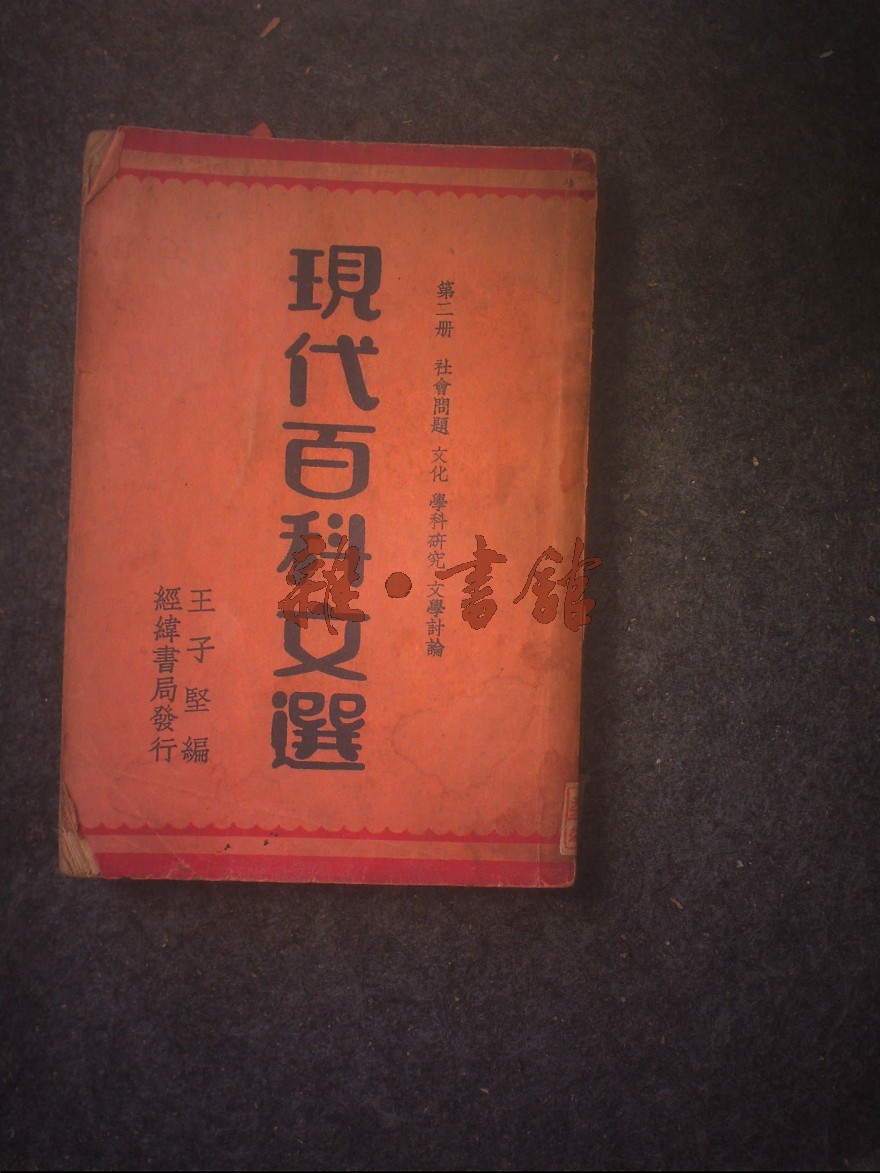 第二册 社會問題 文化 學科研究 文學討論
現代百科文選
王子堅編
經緯書局發行
雜·書館